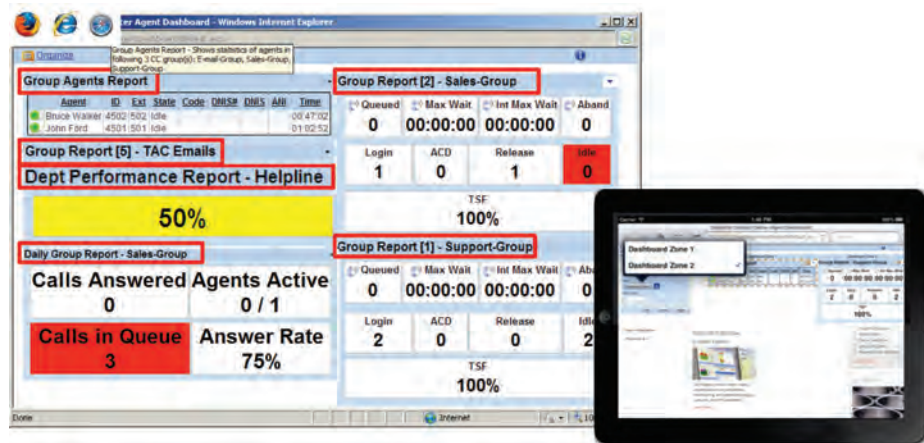 ter Agent Dashboard - Windows Internet Explorer
Organize
Group Agents Report - Shows statistics of agents in
following 3 CC group(s): E-mail-Group, Sales-Group,
Support-Group
Group Agents Report
Agent ID Ext State Code DNIS# DNIS ANI Time
Bruce Walker 4502 502 Idle 00:47:02
John Ford 4501 501 Idle 01:02:52
Group Report [5] - TAC Emails
Dept Performance Report - Helpline
50%
Daily Group Report - Sales-Group
Calls Answered Agents Active
0 0 / 1
Calls in Queue Answer Rate
3 75%
Group Report [2] - Sales-Group
Queued Max Wait Int Max Wait Aband
0 00:00:00 00:00:00 0
Login ACD Release Idle
1 0 1 0
TSF
100%
Group Report [1] - Support-Group
Queued Max Wait Int Max Wait Aba
0 00:00:00 00:00:00 0
Login ACD Release Idle
2 0 0 2
TSF
100%
Done Internet 10
Dashboard Zone 1
Dashboard Zone 2
100%